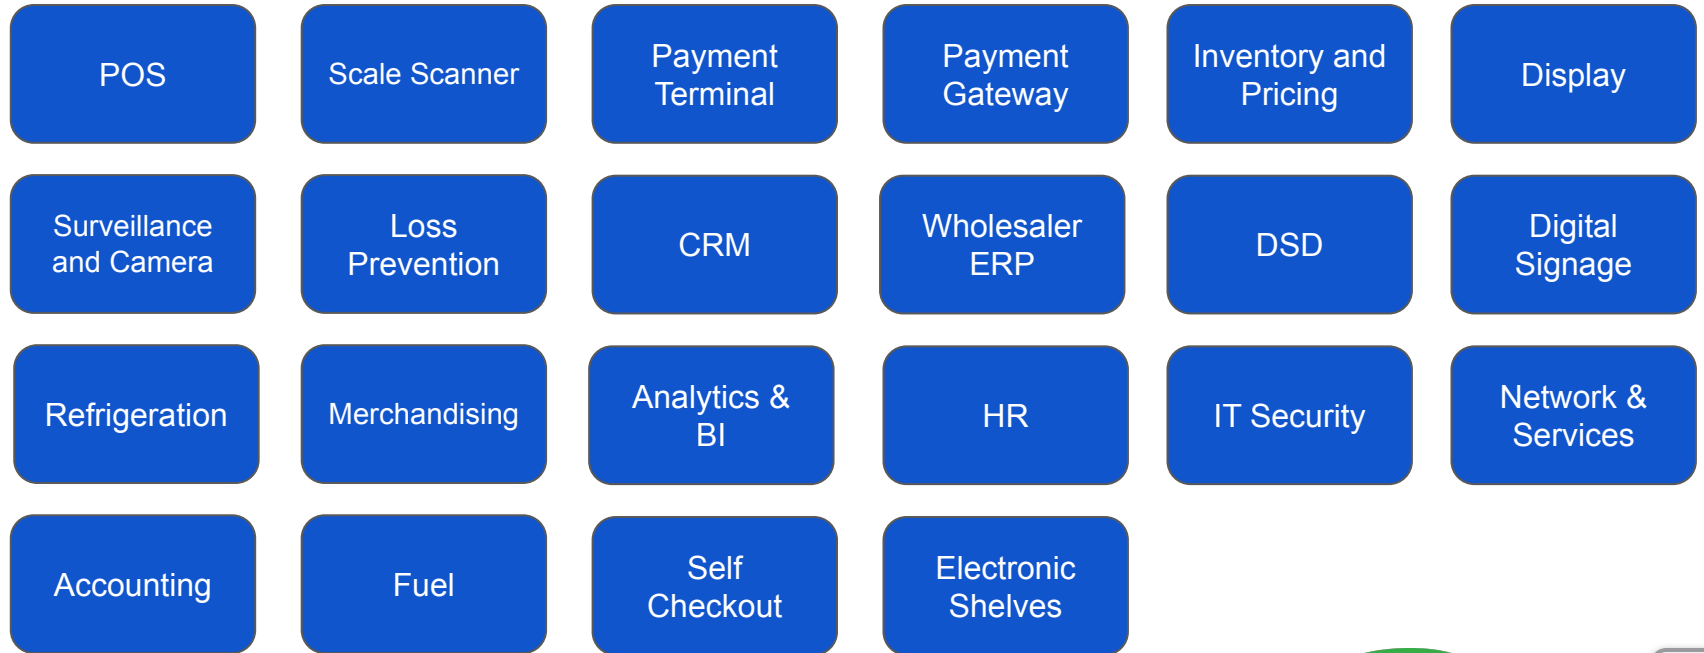 POS
Scale Scanner
Payment
Terminal
Payment
Gateway
Inventory and
Pricing
Display
Surveillance
and Camera
Loss
Prevention
CRM
Wholesaler
ERP
DSD
Digital
Signage
Refrigeration
Merchandising
Analytics &
BI
HR
IT Security
Network &
Services
Accounting
Fuel
Self
Checkout
Electronic
Shelves